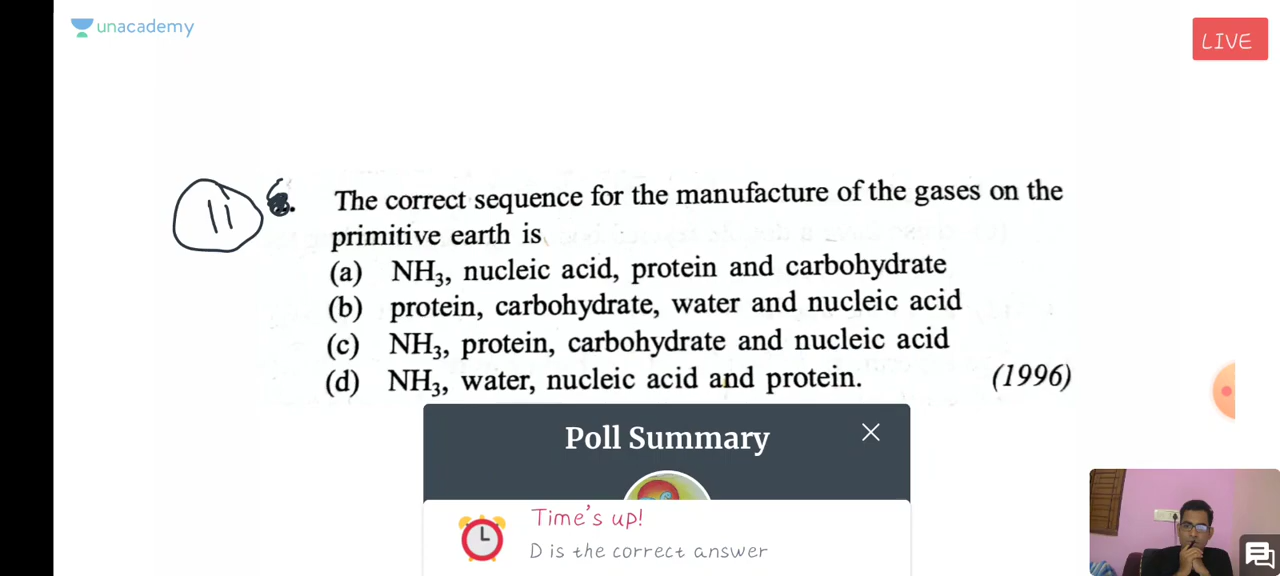 unacademy
LIVE
11
6. The correct sequence for the manufacture of the gases on the
primitive earth is
(a) NH₃, nucleic acid, protein and carbohydrate
(b) protein, carbohydrate, water and nucleic acid
(c) NH₃, protein, carbohydrate and nucleic acid
(d) NH₃, water, nucleic acid and protein. (1996)
Poll Summary
Time's up!
D is the correct answer